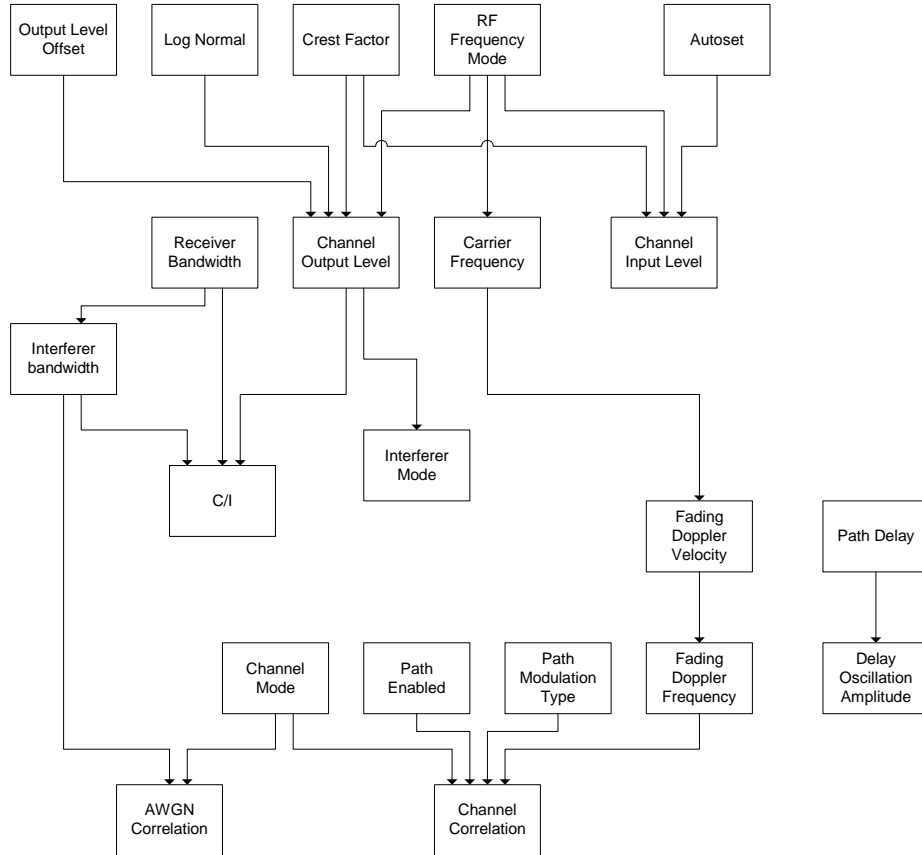 Output Level
Offset
Log Normal
Crest Factor
RF
Frequency
Mode
Autoset
Receiver
Bandwidth
Channel
Output Level
Carrier
Frequency
Channel
Input Level
Interferer
bandwidth
Interferer
Mode
C/I
Fading
Doppler
Velocity
Path Delay
Channel
Mode
Path
Enabled
Path
Modulation
Type
Fading
Doppler
Frequency
Delay
Oscillation
Amplitude
AWGN
Correlation
Channel
Correlation